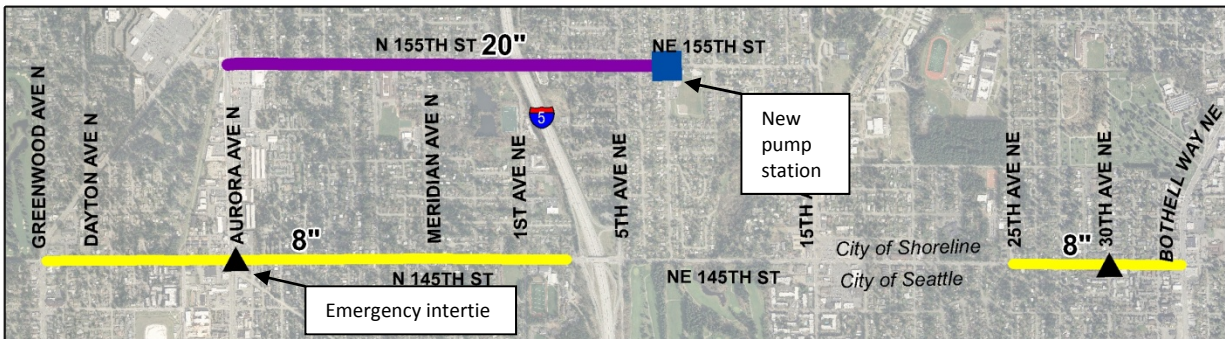 N 155TH ST 20"
NE 155TH ST
GREENWOOD AVE N
DAYTON AVE N
AURORA AVE N
MERIDIAN AVE N
1ST AVE NE
5
5TH AVE NE
New
pump
station
15TH A
25TH AVE NE
30TH AVE NE
BOTHELL WAY NE
8"
N 145TH ST
NE 145TH ST
City of Shoreline
City of Seattle
8"
Emergency intertie